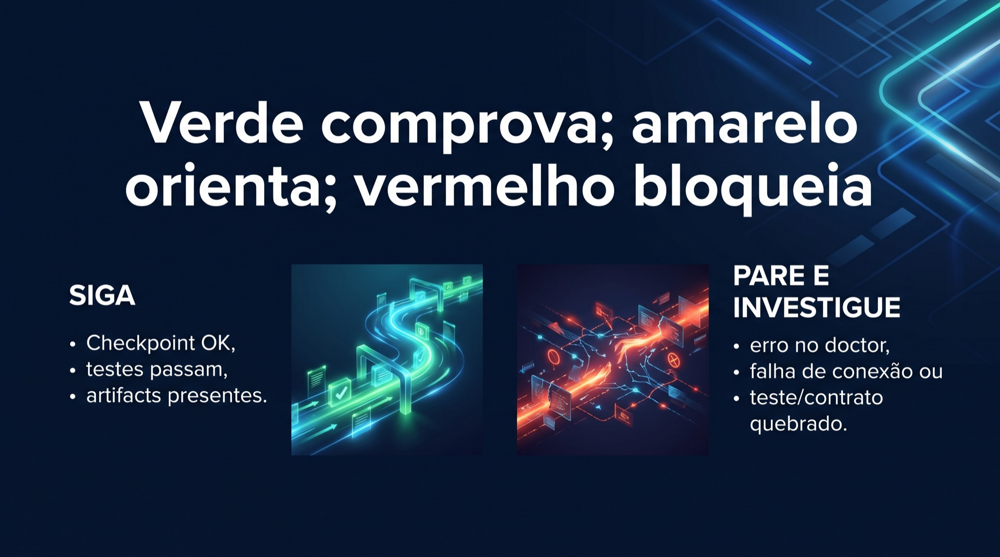 Verde comprova; amarelo
orienta; vermelho bloqueia
SIGA
• Checkpoint OK,
• testes passam,
• artifacts presentes.
PARE E
INVESTIGUE
• erro no doctor,
• falha de conexão ou
• teste/contrato
quebrado.